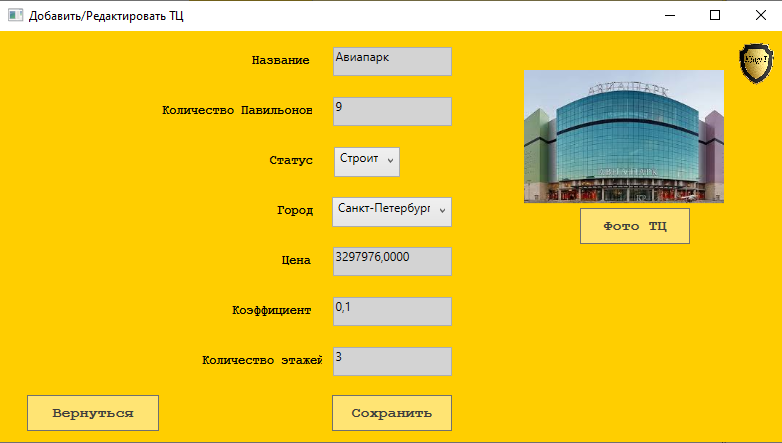 Добавить/Редактировать ТЦ
Название
Авиапарк
Количество Павильонов
9
Статус
Строит
Город
Санкт-Петербург
Цена
3297976,0000
Коэффициент
0,1
Количество этажей
3
Вернуться
Сохранить
АВИАПАРК
АВИАПАРК
Фото ТЦ